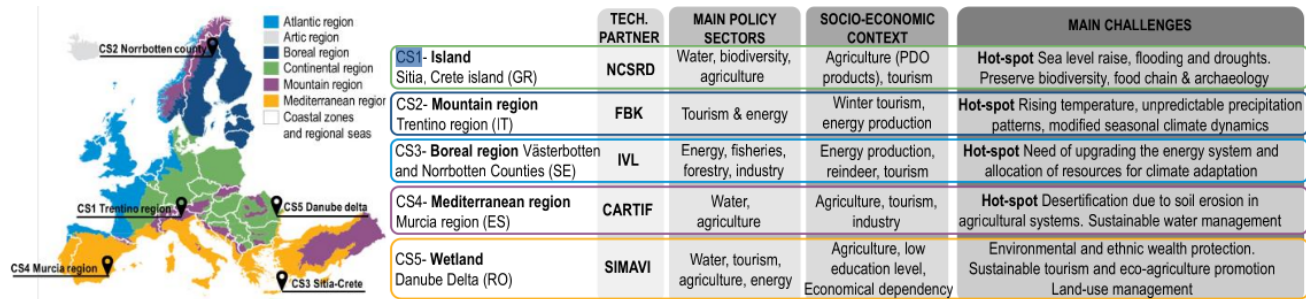 Atlantic region
Artic region
Boreal region
Continental region
Mountain region
Mediterranean region
Coastal zones
and regional seas
CS2 Norrbotten county
CS1 Trentino region
CS5 Danube delta
CS4 Murcia region
CS3 Sitia-Crete
TECH. PARTNER
MAIN POLICY SECTORS
SOCIO-ECONOMIC CONTEXT
MAIN CHALLENGES
CS1- Island
Sitia, Crete island (GR)
NCSRD
Water, biodiversity,
agriculture
Agriculture (PDO
products), tourism
Hot-spot Sea level raise, flooding and droughts.
Preserve biodiversity, food chain & archaeology
CS2- Mountain region
Trentino region (IT)
FBK
Tourism & energy
Winter tourism,
energy production
Hot-spot Rising temperature, unpredictable precipitation
patterns, modified seasonal climate dynamics
CS3- Boreal region Västerbotten
and Norrbotten Counties (SE)
IVL
Energy, fisheries,
forestry, industry
Energy production,
reindeer, tourism
Hot-spot Need of upgrading the energy system and
allocation of resources for climate adaptation
CS4- Mediterranean region
Murcia region (ES)
CARTIF
Water,
agriculture
Agriculture, tourism,
industry
Hot-spot Desertification due to soil erosion in
agricultural systems. Sustainable water management
CS5- Wetland
Danube Delta (RO)
SIMAVI
Water, tourism,
agriculture, energy
Agriculture, low
education level,
Economical dependency
Environmental and ethnic wealth protection.
Sustainable tourism and eco-agriculture promotion
Land-use management